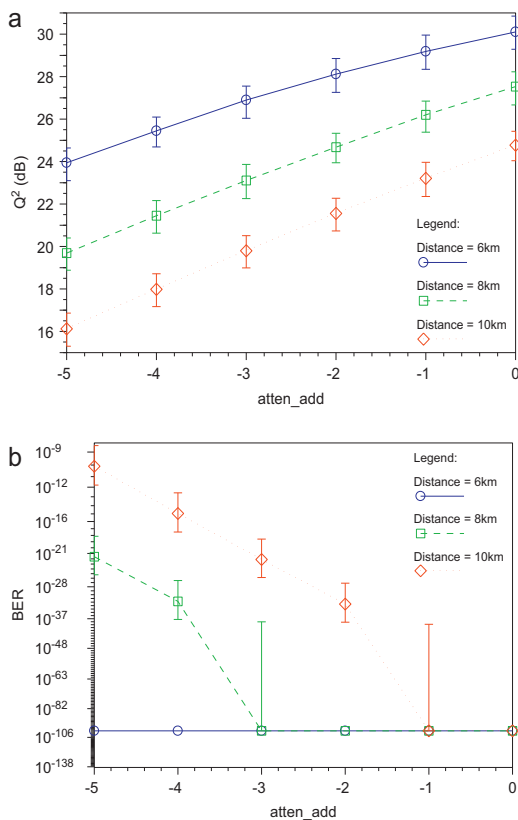 a
30
28
26
24
22
20
18
16
Q² (dB)
-5 -4 -3 -2 -1 0
atten_add
Legend:
Distance = 6km
Distance = 8km
Distance = 10km
b
10⁻⁹
10⁻¹²
10⁻¹⁶
10⁻²¹
10⁻²⁸
10⁻³⁷
10⁻⁴⁸
10⁻⁶³
10⁻⁸²
10⁻¹⁰⁶
10⁻¹³⁸
BER
-5 -4 -3 -2 -1 0
atten_add
Legend:
Distance = 6km
Distance = 8km
Distance = 10km